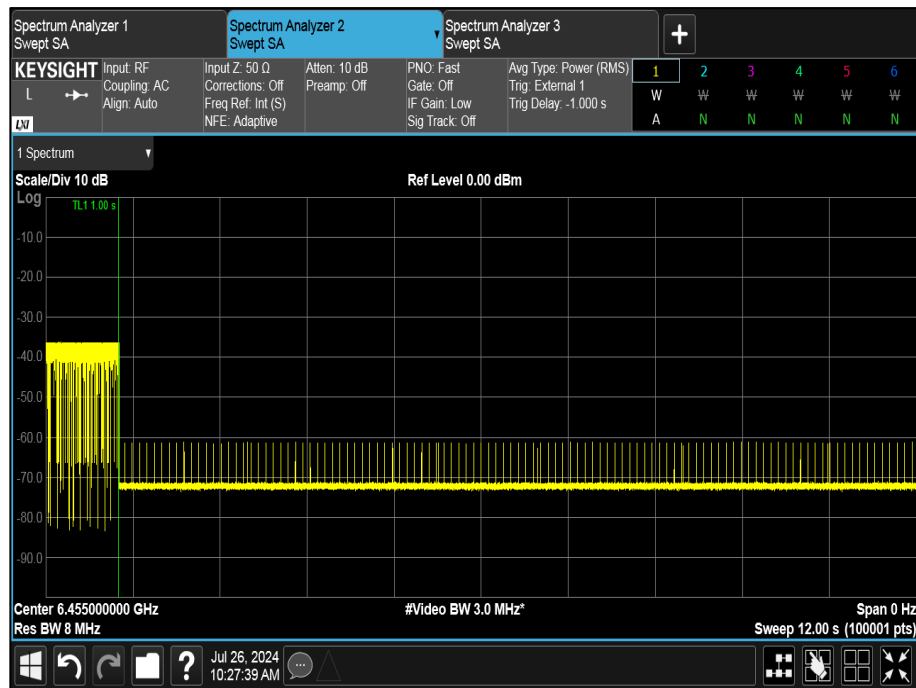 Spectrum Analyzer 1
Swept SA
Spectrum Analyzer 2
Swept SA
Spectrum Analyzer 3
Swept SA
+
KEYSIGHT
L
LXI
Input: RF
Coupling: AC
Align: Auto
Input Z: 50 Ω
Corrections: Off
Freq Ref: Int (S)
NFE: Adaptive
Atten: 10 dB
Preamp: Off
PNO: Fast
Gate: Off
IF Gain: Low
Sig Track: Off
Avg Type: Power (RMS)
Trig: External 1
Trig Delay: -1.000 s
1 2 3 4 5 6
W W W W W W
A N N N N N
1 Spectrum
Scale/Div 10 dB
Ref Level 0.00 dBm
Log
TL1 1.00 s
-10.0
-20.0
-30.0
-40.0
-50.0
-60.0
-70.0
-80.0
-90.0
Center 6.455000000 GHz
#Video BW 3.0 MHz*
Span 0 Hz
Res BW 8 MHz
Sweep 12.00 s (100001 pts)
?
Jul 26, 2024
10:27:39 AM